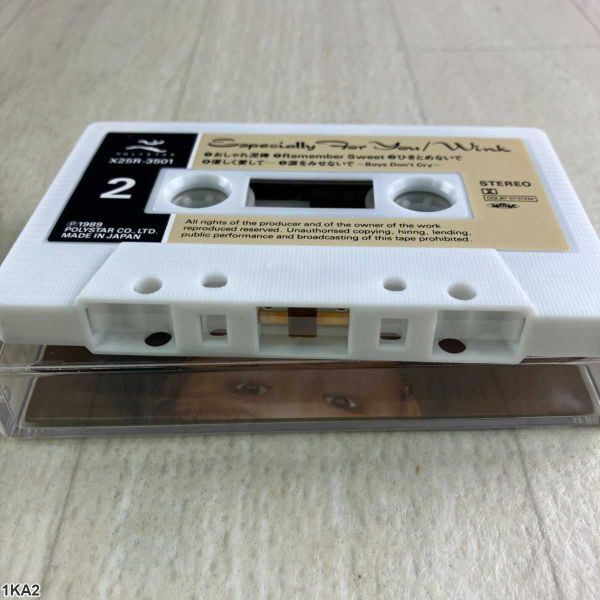 POLYSTAR
X25R-3501
2
℗1989
POLYSTAR CO., LTD.
MADE IN JAPAN
Especially For You/Wink
❶おしゃれ泥棒 ❷Remember Sweet ❸ひきとめないで
❹優しく愛して… ❺涙をみせないで ~Boys Don't Cry~
STEREO
DOLBY SYSTEM
All rights of the producer and of the owner of the work
reproduced reserved. Unauthorised copying, hiring, lending,
public performance and broadcasting of this tape prohibited.
1KA2